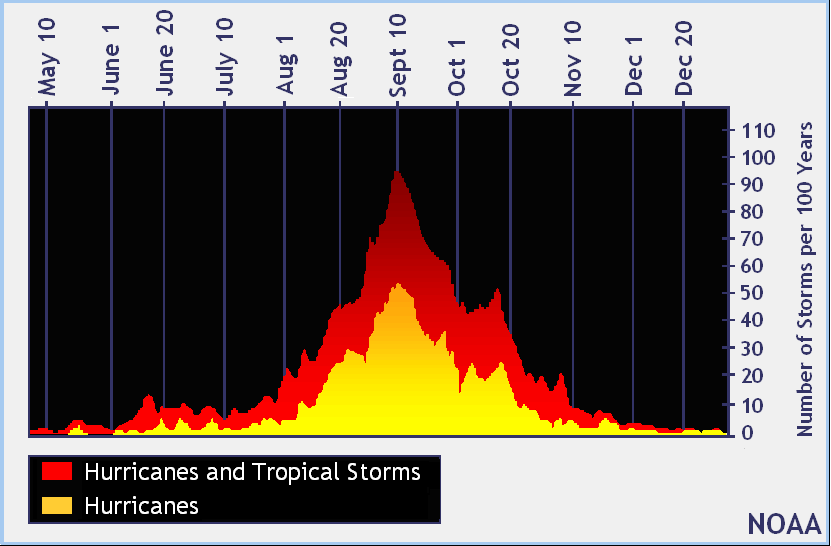 May 10
June 1
June 20
July 10
Aug 1
Aug 20
Sept 10
Oct 1
Oct 20
Nov 10
Dec 1
Dec 20
110
100
90
80
70
60
50
40
30
20
10
0
Number of Storms per 100 Years
Hurricanes and Tropical Storms
Hurricanes
NOAA